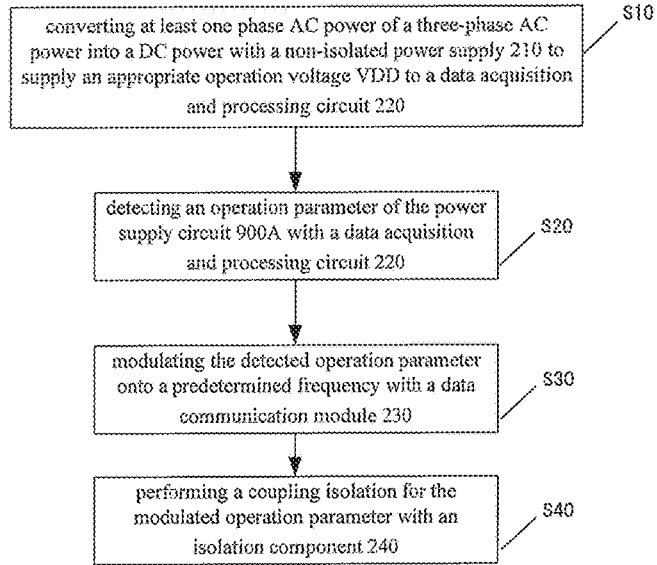 converting at least one phase AC power of a three-phase AC
power into a DC power with a non-isolated power supply 210 to
supply an appropriate operation voltage VDD to a data acquisition
and processing circuit 220
S10
detecting an operation parameter of the power
supply circuit 900A with a data acquisition
and processing circuit 220
S20
modulating the detected operation parameter
onto a predetermined frequency with a data
communication module 230
S30
performing a coupling isolation for the
modulated operation parameter with an
isolation component 240
S40